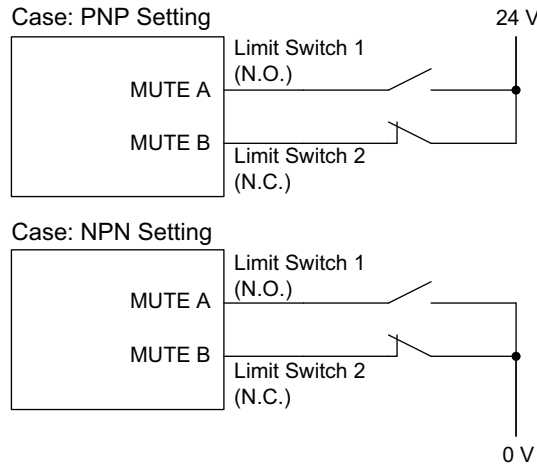 Case: PNP Setting
24 V
Limit Switch 1
(N.O.)
MUTE A
MUTE B
Limit Switch 2
(N.C.)
Case: NPN Setting
Limit Switch 1
(N.O.)
MUTE A
MUTE B
Limit Switch 2
(N.C.)
0 V